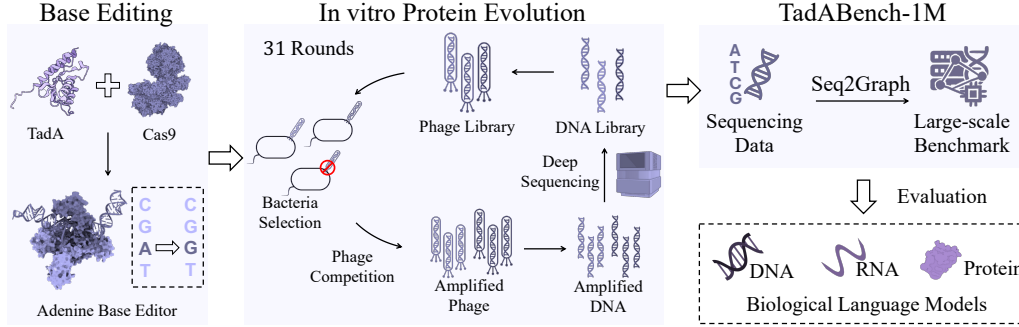 Base Editing
TadA
Cas9
C
G
A
T
C
G
G
T
Adenine Base Editor
In vitro Protein Evolution
31 Rounds
Phage Library
DNA Library
Bacteria
Selection
Deep
Sequencing
Phage
Competition
Amplified
Phage
Amplified
DNA
TadABench-1M
A
T
C
G
Seq2Graph
Sequencing
Data
Large-scale
Benchmark
Evaluation
DNA
RNA
Protein
Biological Language Models